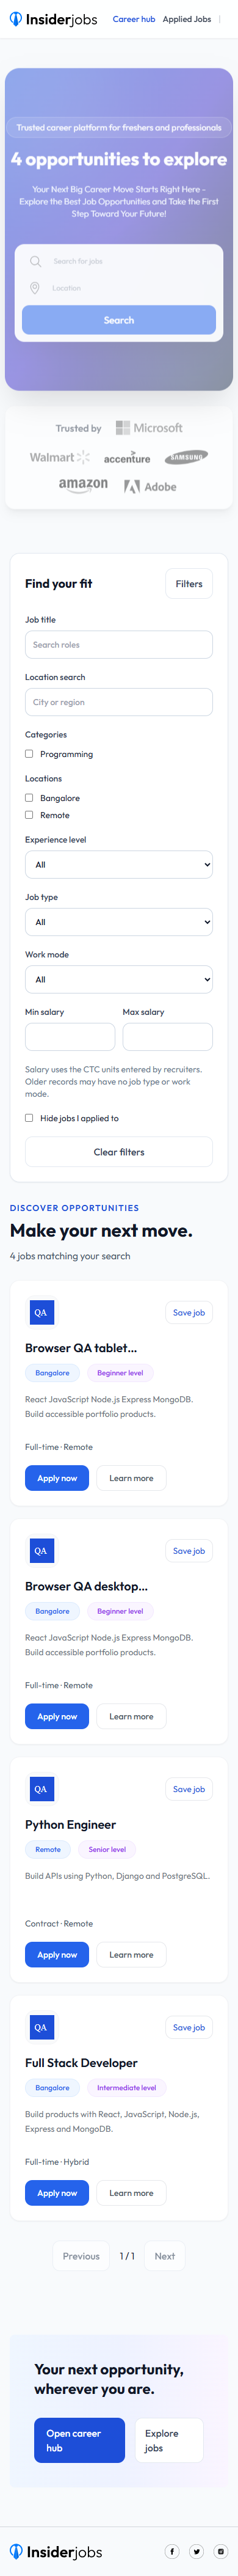 Insiderjobs
Career hub
Applied Jobs
Trusted career platform for freshers and professionals
4 opportunities to explore
Your Next Big Career Move Starts Right Here -
Explore the Best Job Opportunities and Take the First
Step Toward Your Future!
Search for jobs
Location
Search
Trusted by
Microsoft
Walmart
accenture
SAMSUNG
amazon
Adobe
Find your fit
Filters
Job title
Search roles
Location search
City or region
Categories
Programming
Locations
Bangalore
Remote
Experience level
All
Job type
All
Work mode
All
Min salary
Max salary
Salary uses the CTC units entered by recruiters.
Older records may have no job type or work
mode.
Hide jobs I applied to
Clear filters
DISCOVER OPPORTUNITIES
Make your next move.
4 jobs matching your search
QA
Save job
Browser QA tablet...
Bangalore
Beginner level
React JavaScript Node.js Express MongoDB.
Build accessible portfolio products.
Full-time · Remote
Apply now
Learn more
QA
Save job
Browser QA desktop...
Bangalore
Beginner level
React JavaScript Node.js Express MongoDB.
Build accessible portfolio products.
Full-time · Remote
Apply now
Learn more
QA
Save job
Python Engineer
Remote
Senior level
Build APIs using Python, Django and PostgreSQL.
Contract · Remote
Apply now
Learn more
QA
Save job
Full Stack Developer
Bangalore
Intermediate level
Build products with React, JavaScript, Node.js,
Express and MongoDB.
Full-time · Hybrid
Apply now
Learn more
Previous
1 / 1
Next
Your next opportunity,
wherever you are.
Open career
hub
Explore
jobs
Insiderjobs